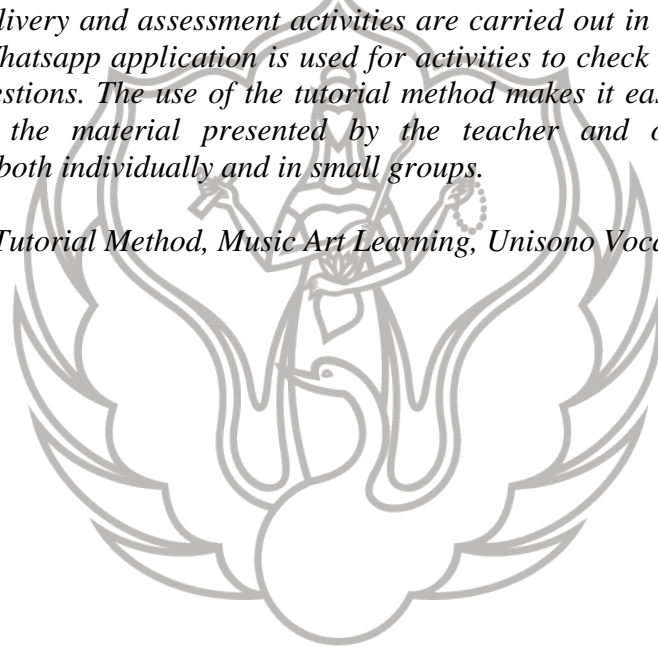 livery and assessment activities are carried out in
hatsapp application is used for activities to check
estions. The use of the tutorial method makes it eas
the material presented by the teacher and o
both individually and in small groups.
Tutorial Method, Music Art Learning, Unisono Voca